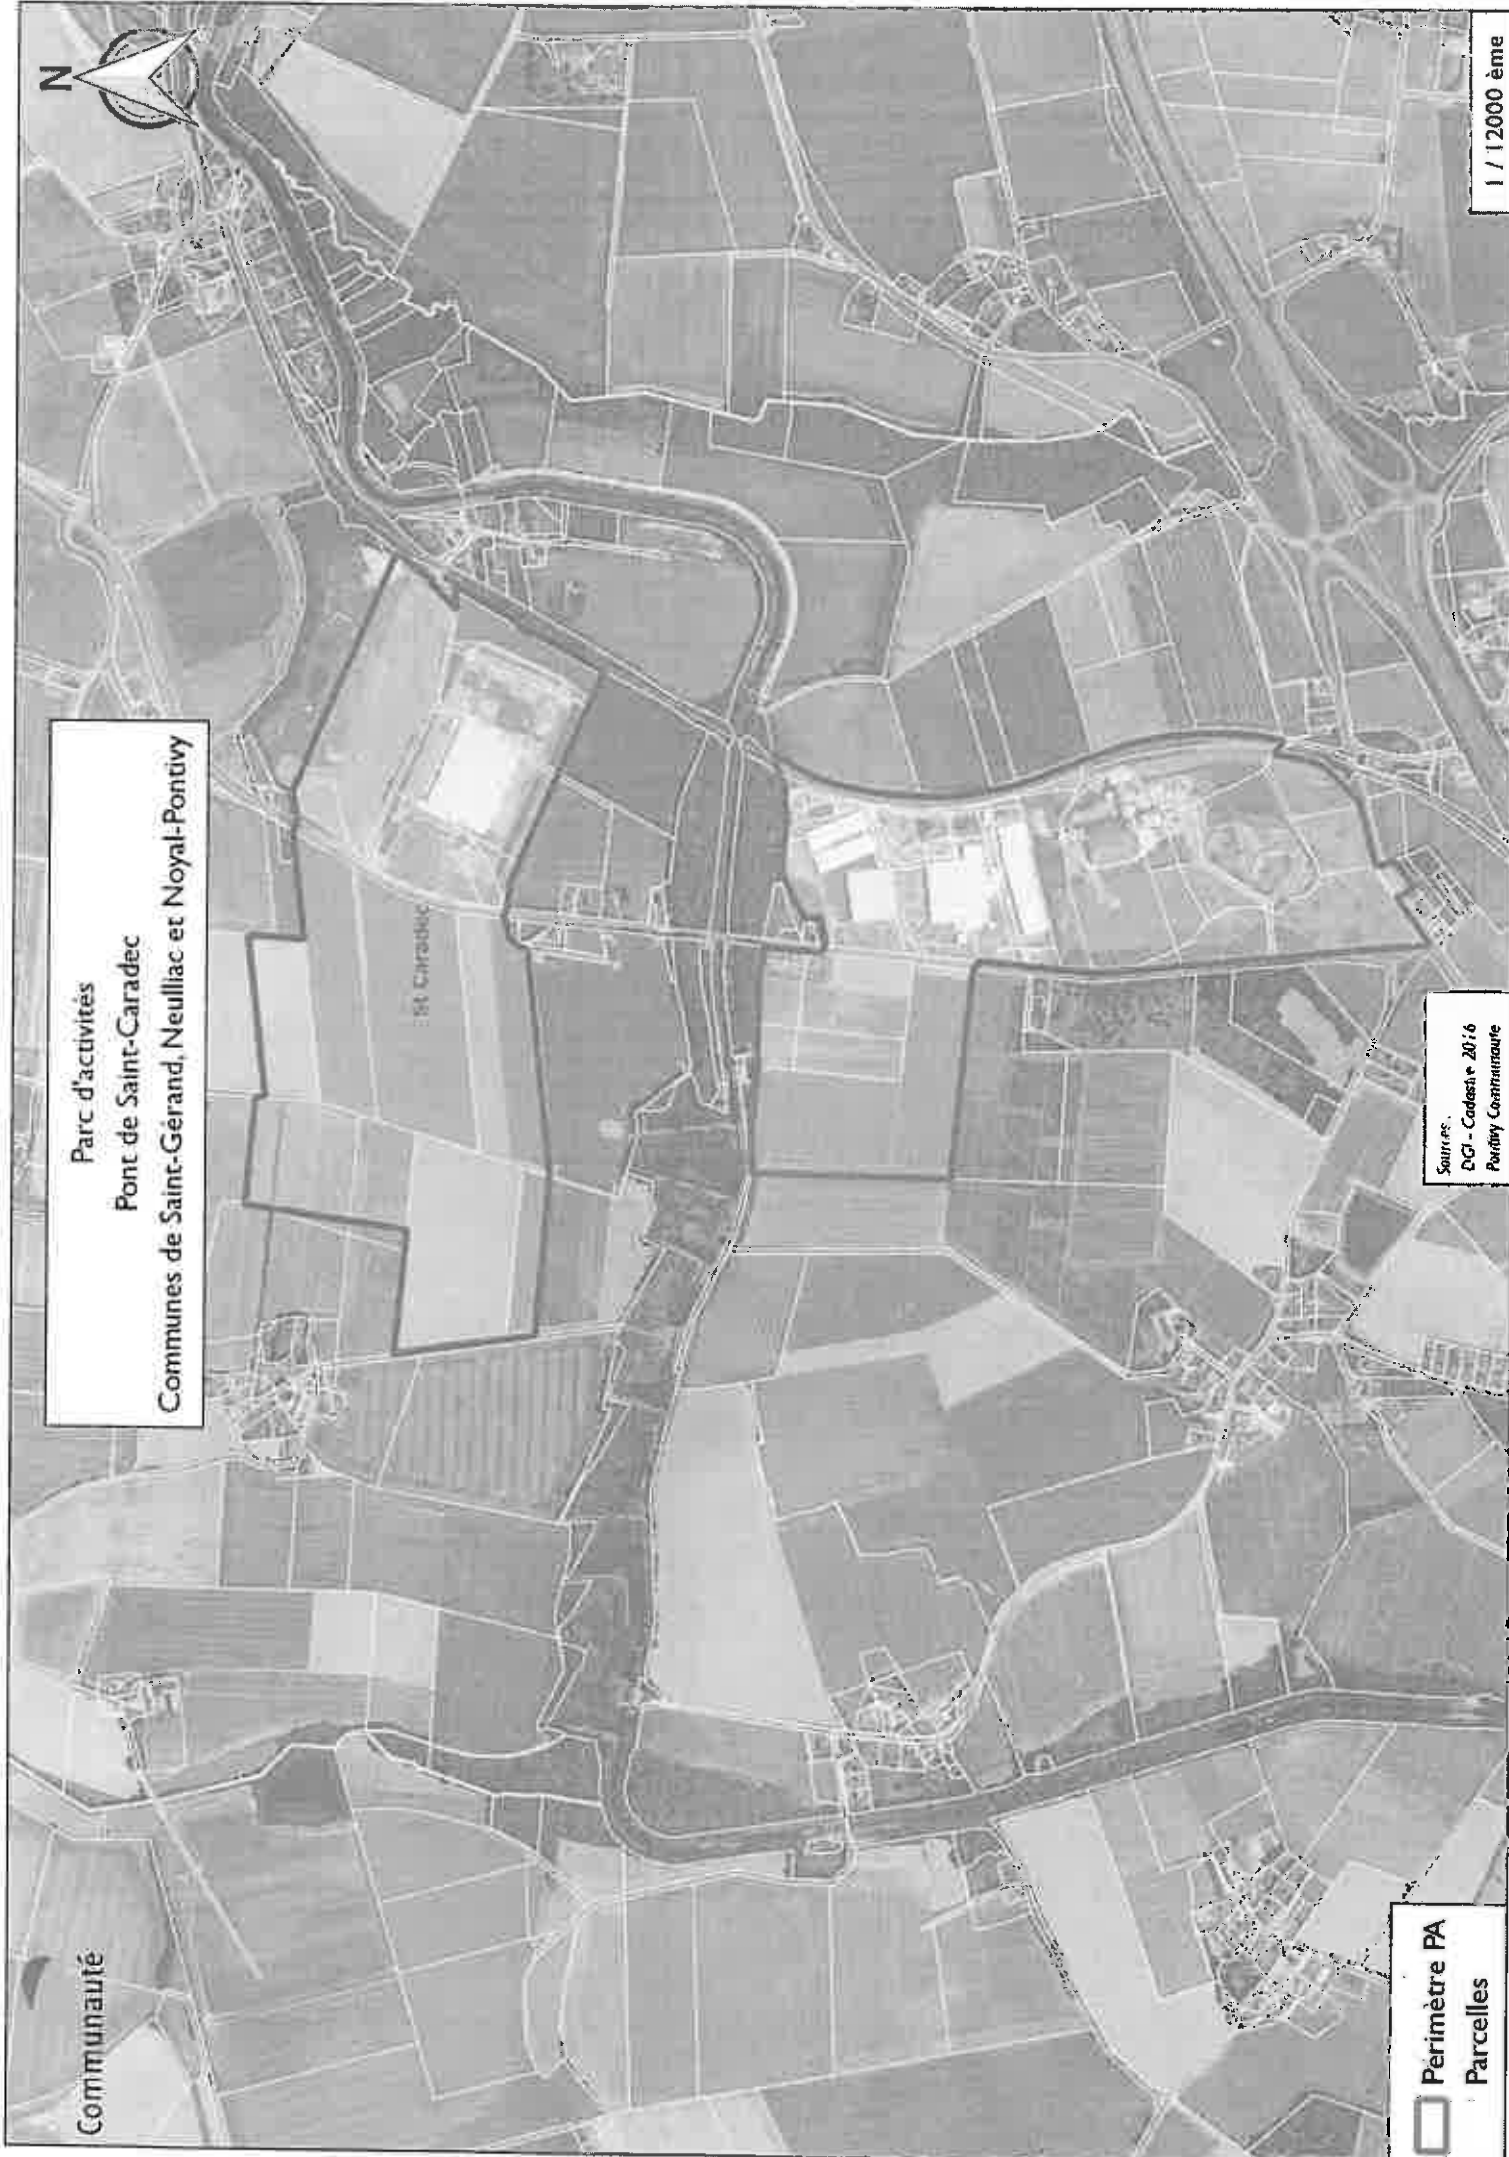 Communauté
Parc d'activités
Pont de Saint-Caradec
Communes de Saint-Gérand, Neulliac et Noyal-Pontivy
N
St Caradec
Périmètre PA
Parcelles
Sources:
DGI - Cadastre 2016
Pontivy Communauté
1 / 12000 ème